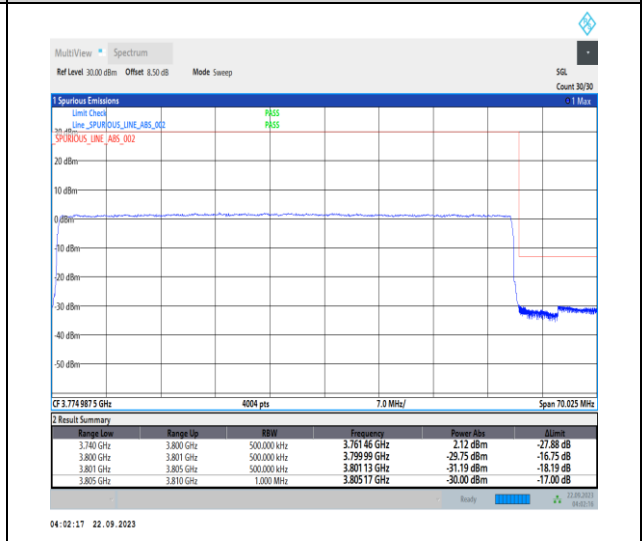 MultiView Spectrum
Ref Level 30.00 dBm Offset 8.50 dB Mode Sweep SGL
Count 30/30
1 Spurious Emissions 1 Max
Limit Check PASS
Line _SPURIOUS_LINE_ABS_002 PASS
_SPURIOUS_LINE_ABS_002
20 dBm
10 dBm
0 dBm
-10 dBm
-20 dBm
-30 dBm
-40 dBm
-50 dBm
CF 3.774 987 5 GHz 4004 pts 7.0 MHz/ Span 70.025 MHz
2 Result Summary
Range Low Range Up RBW Frequency Power Abs ΔLimit
3.740 GHz 3.800 GHz 500.000 kHz 3.761 46 GHz 2.12 dBm -27.88 dB
3.800 GHz 3.801 GHz 500.000 kHz 3.799 99 GHz -29.75 dBm -16.75 dB
3.801 GHz 3.805 GHz 500.000 kHz 3.801 13 GHz -31.19 dBm -18.19 dB
3.805 GHz 3.810 GHz 1.000 MHz 3.805 17 GHz -30.00 dBm -17.00 dB
Ready 22.09.2023
04:02:16
04:02:17 22.09.2023